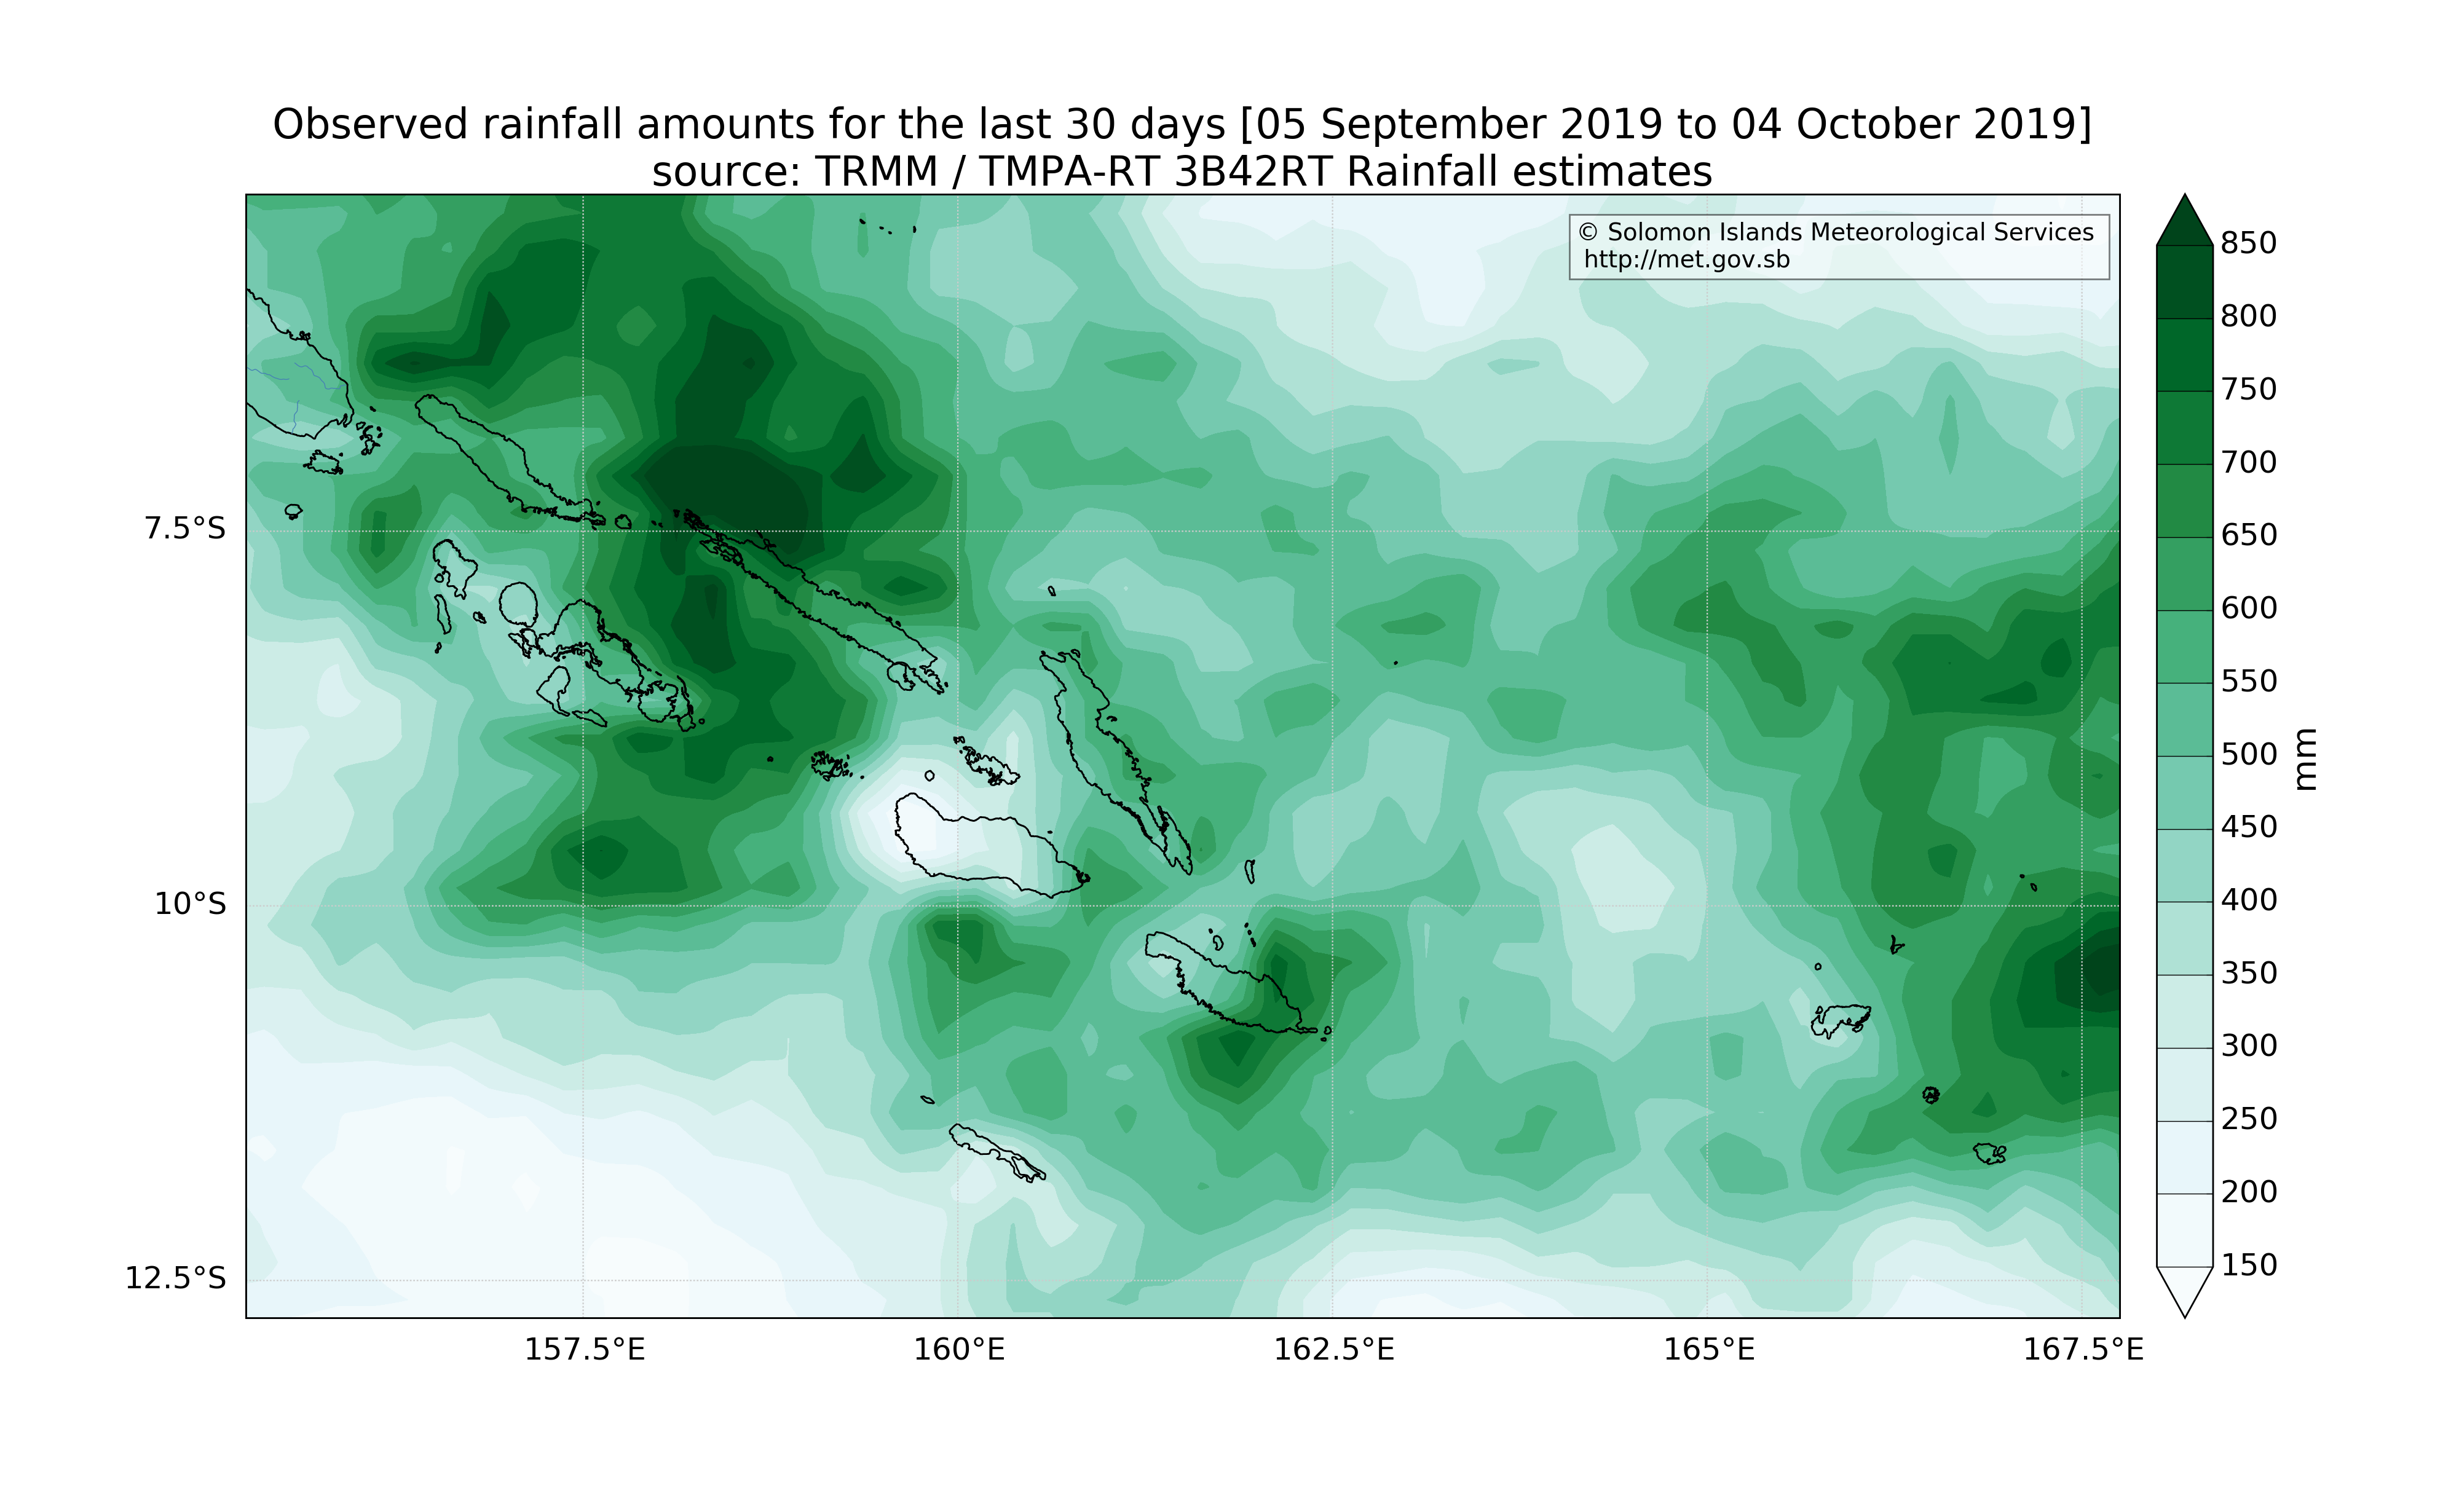 Observed rainfall amounts for the last 30 days [05 September 2019 to 04 October 2019]
source: TRMM / TMPA-RT 3B42RT Rainfall estimates
© Solomon Islands Meteorological Services
http://met.gov.sb
7.5°S
10°S
12.5°S
157.5°E
160°E
162.5°E
165°E
167.5°E
850
800
750
700
650
600
550
500
450
400
350
300
250
200
150
mm